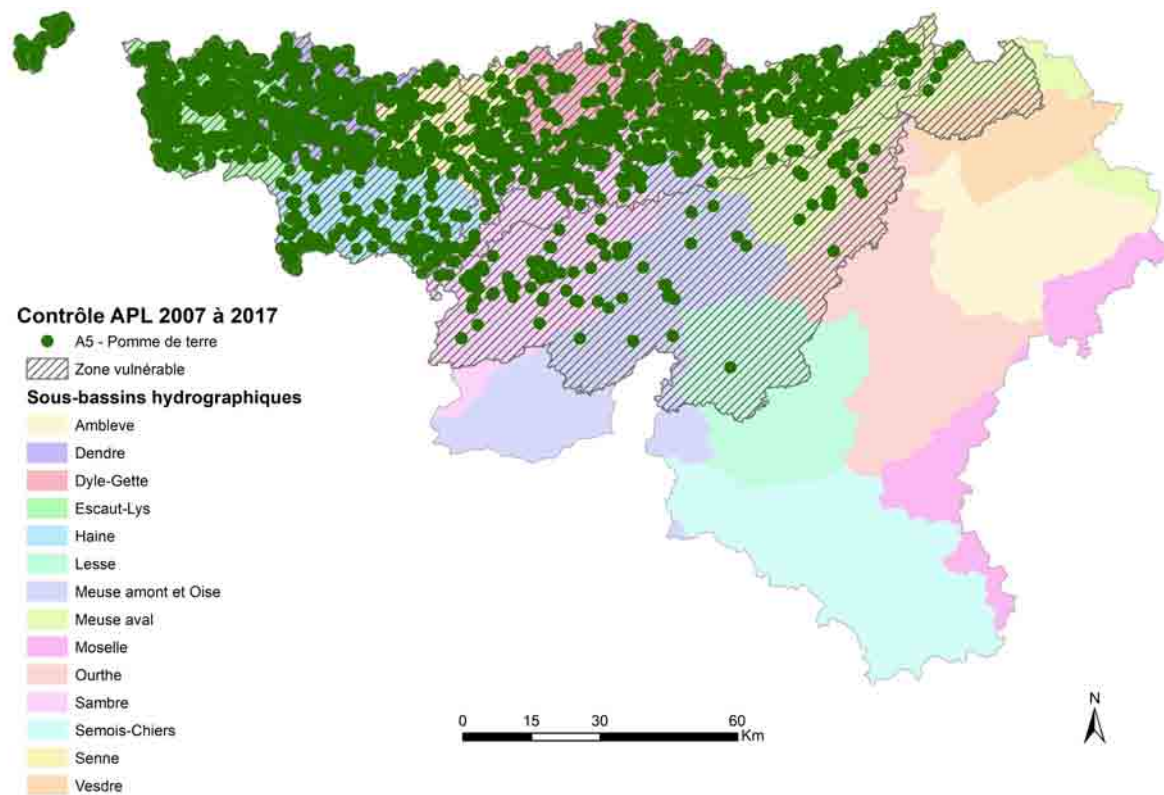 Contrôle APL 2007 à 2017
A5 - Pomme de terre
Zone vulnérable
Sous-bassins hydrographiques
Ambleve
Dendre
Dyle-Gette
Escaut-Lys
Haine
Lesse
Meuse amont et Oise
Meuse aval
Moselle
Ourthe
Sambre
Semois-Chiers
Senne
Vesdre
0 15 30 60
Km
N